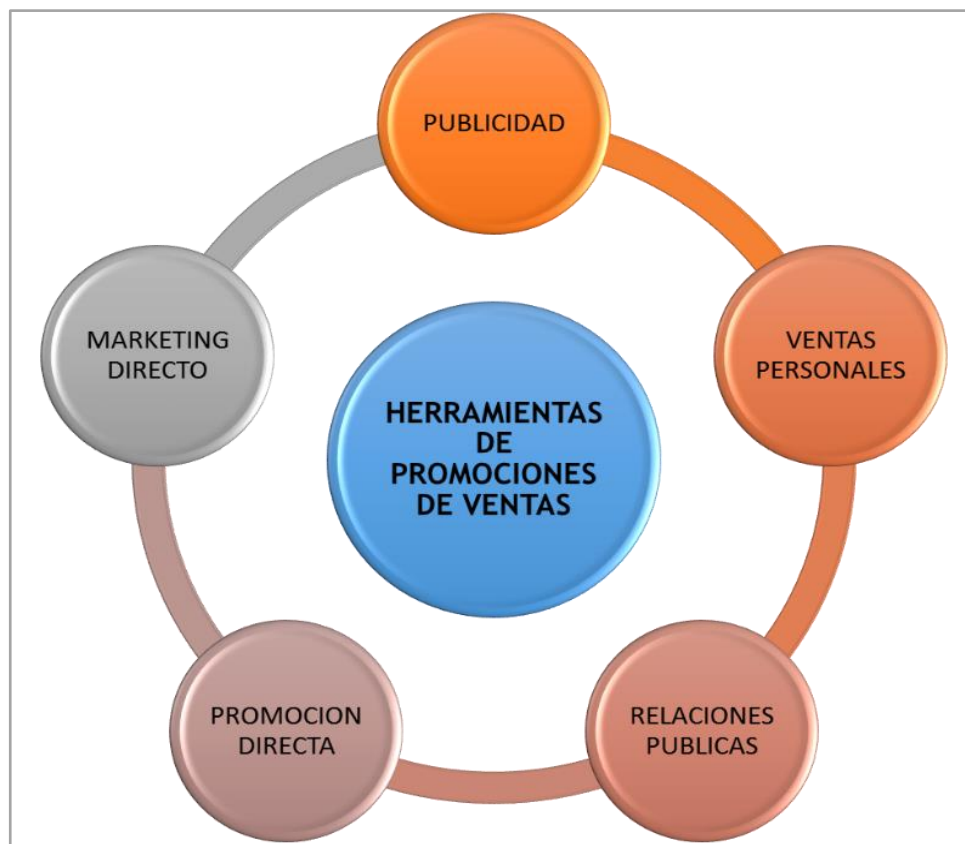 PUBLICIDAD
VENTAS
PERSONALES
RELACIONES
PUBLICAS
PROMOCION
DIRECTA
MARKETING
DIRECTO
HERRAMIENTAS
DE
PROMOCIONES
DE VENTAS